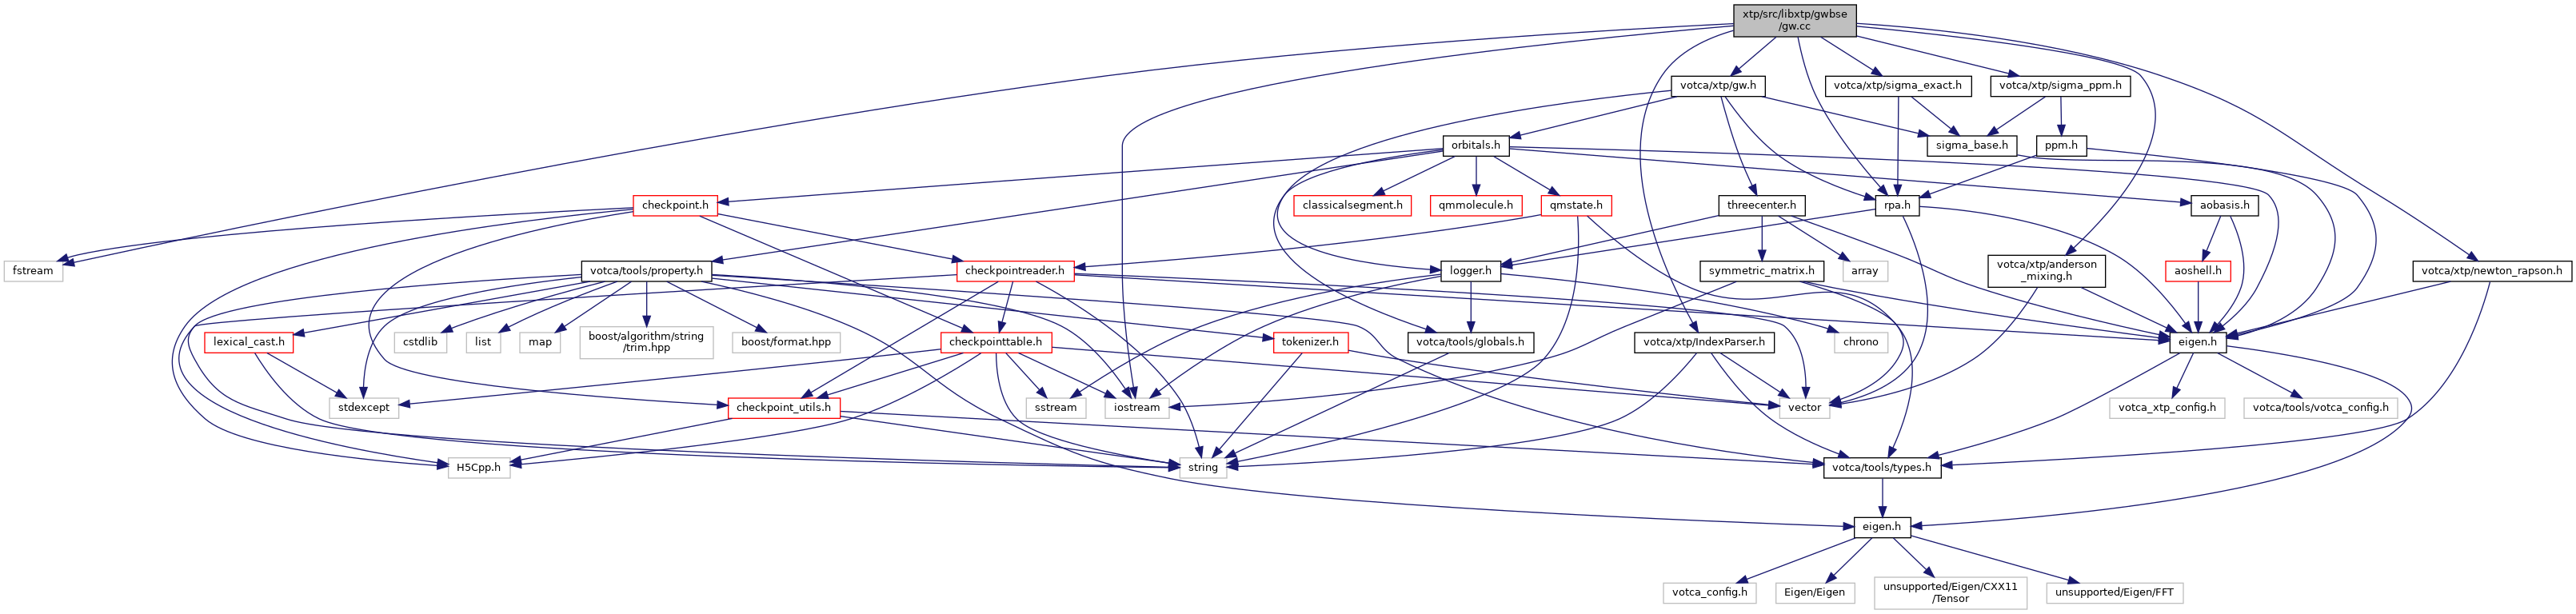 xtp/src/libxtp/gwbse
/gw.cc
votca/xtp/gw.h
votca/xtp/sigma_exact.h
votca/xtp/sigma_ppm.h
orbitals.h
sigma_base.h
ppm.h
checkpoint.h
classicalsegment.h
qmmolecule.h
qmstate.h
threecenter.h
rpa.h
aobasis.h
fstream
votca/tools/property.h
checkpointreader.h
logger.h
symmetric_matrix.h
array
votca/xtp/anderson
_mixing.h
aoshell.h
votca/xtp/newton_rapson.h
lexical_cast.h
cstdlib
list
map
boost/algorithm/string
/trim.hpp
boost/format.hpp
checkpointtable.h
tokenizer.h
votca/tools/globals.h
votca/xtp/IndexParser.h
chrono
eigen.h
stdexcept
checkpoint_utils.h
sstream
iostream
vector
votca_xtp_config.h
votca/tools/votca_config.h
H5Cpp.h
string
votca/tools/types.h
eigen.h
votca_config.h
Eigen/Eigen
unsupported/Eigen/CXX11
/Tensor
unsupported/Eigen/FFT